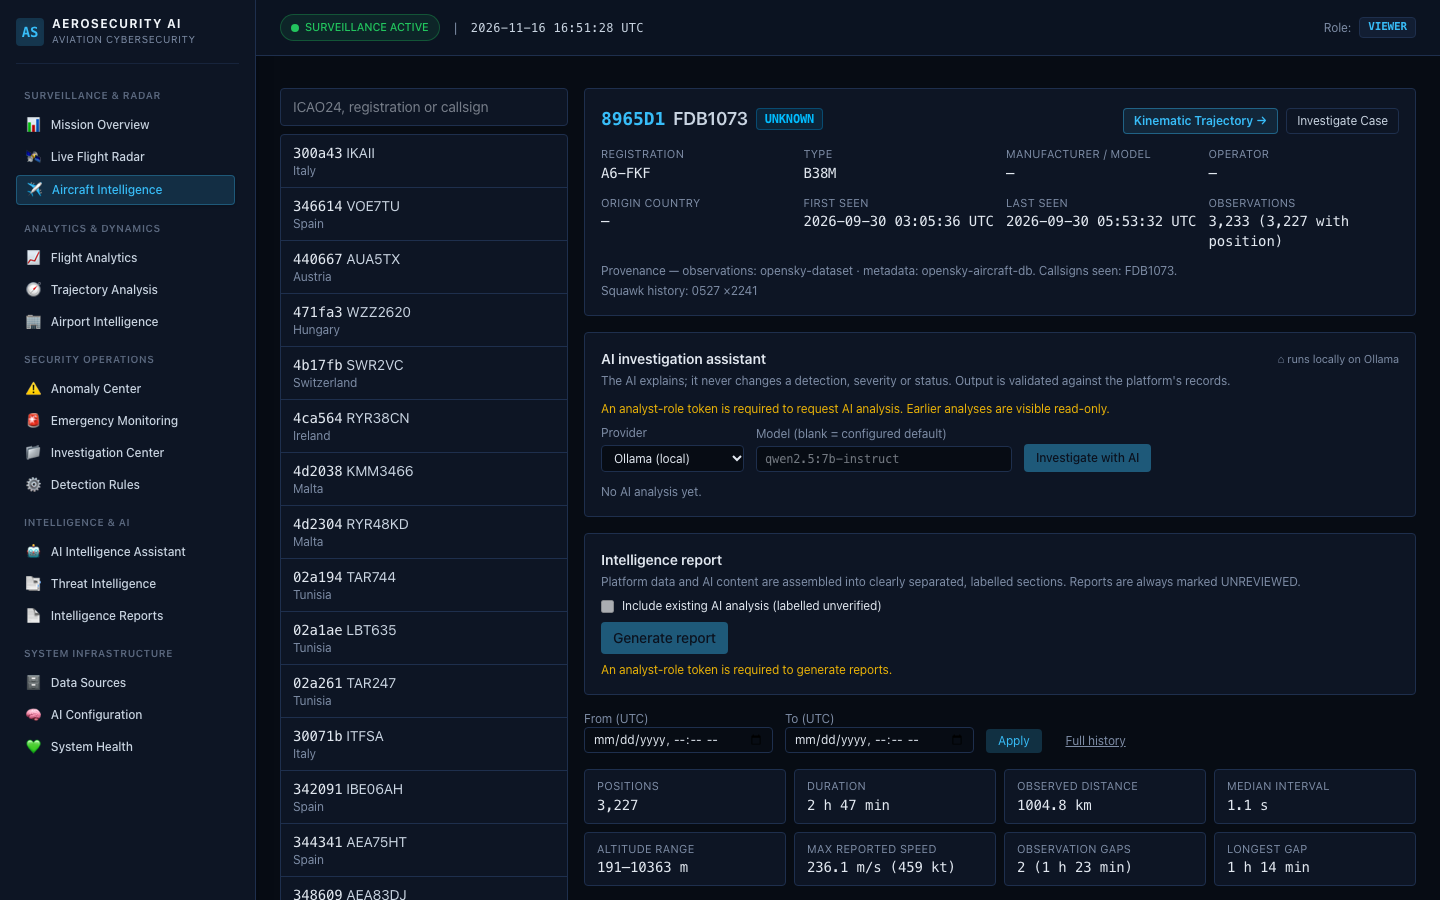 AS
AEROSECURITY AI
AVIATION CYBERSECURITY
SURVEILLANCE & RADAR
Mission Overview
Live Flight Radar
Aircraft Intelligence
ANALYTICS & DYNAMICS
Flight Analytics
Trajectory Analysis
Airport Intelligence
SECURITY OPERATIONS
Anomaly Center
Emergency Monitoring
Investigation Center
Detection Rules
INTELLIGENCE & AI
AI Intelligence Assistant
Threat Intelligence
Intelligence Reports
SYSTEM INFRASTRUCTURE
Data Sources
AI Configuration
System Health
SURVEILLANCE ACTIVE | 2026-11-16 16:51:28 UTC
Role: VIEWER
ICAO24, registration or callsign
300a43 IKAII
Italy
346614 VOE7TU
Spain
440667 AUA5TX
Austria
471fa3 WZZ2620
Hungary
4b17fb SWR2VC
Switzerland
4ca564 RYR38CN
Ireland
4d2038 KMM3466
Malta
4d2304 RYR48KD
Malta
02a194 TAR744
Tunisia
02a1ae LBT635
Tunisia
02a261 TAR247
Tunisia
30071b ITFSA
Italy
342091 IBE06AH
Spain
344341 AEA75HT
Spain
348609 AEA83DJ
8965D1 FDB1073 UNKNOWN
Kinematic Trajectory → Investigate Case
REGISTRATION TYPE MANUFACTURER / MODEL OPERATOR
A6-FKF B38M — —
ORIGIN COUNTRY FIRST SEEN LAST SEEN OBSERVATIONS
— 2026-09-30 03:05:36 UTC 2026-09-30 05:53:32 UTC 3,233 (3,227 with
position)
Provenance — observations: opensky-dataset · metadata: opensky-aircraft-db. Callsigns seen: FDB1073.
Squawk history: 0527 ×2241
AI investigation assistant
⌂ runs locally on Ollama
The AI explains; it never changes a detection, severity or status. Output is validated against the platform's records.
An analyst-role token is required to request AI analysis. Earlier analyses are visible read-only.
Provider Model (blank = configured default)
Ollama (local) qwen2.5:7b-instruct Investigate with AI
No AI analysis yet.
Intelligence report
Platform data and AI content are assembled into clearly separated, labelled sections. Reports are always marked UNREVIEWED.
Include existing AI analysis (labelled unverified)
Generate report
An analyst-role token is required to generate reports.
From (UTC) To (UTC)
mm/dd/yyyy, --:-- -- mm/dd/yyyy, --:-- -- Apply Full history
POSITIONS DURATION OBSERVED DISTANCE MEDIAN INTERVAL
3,227 2 h 47 min 1004.8 km 1.1 s
ALTITUDE RANGE MAX REPORTED SPEED OBSERVATION GAPS LONGEST GAP
191–10363 m 236.1 m/s (459 kt) 2 (1 h 23 min) 1 h 14 min